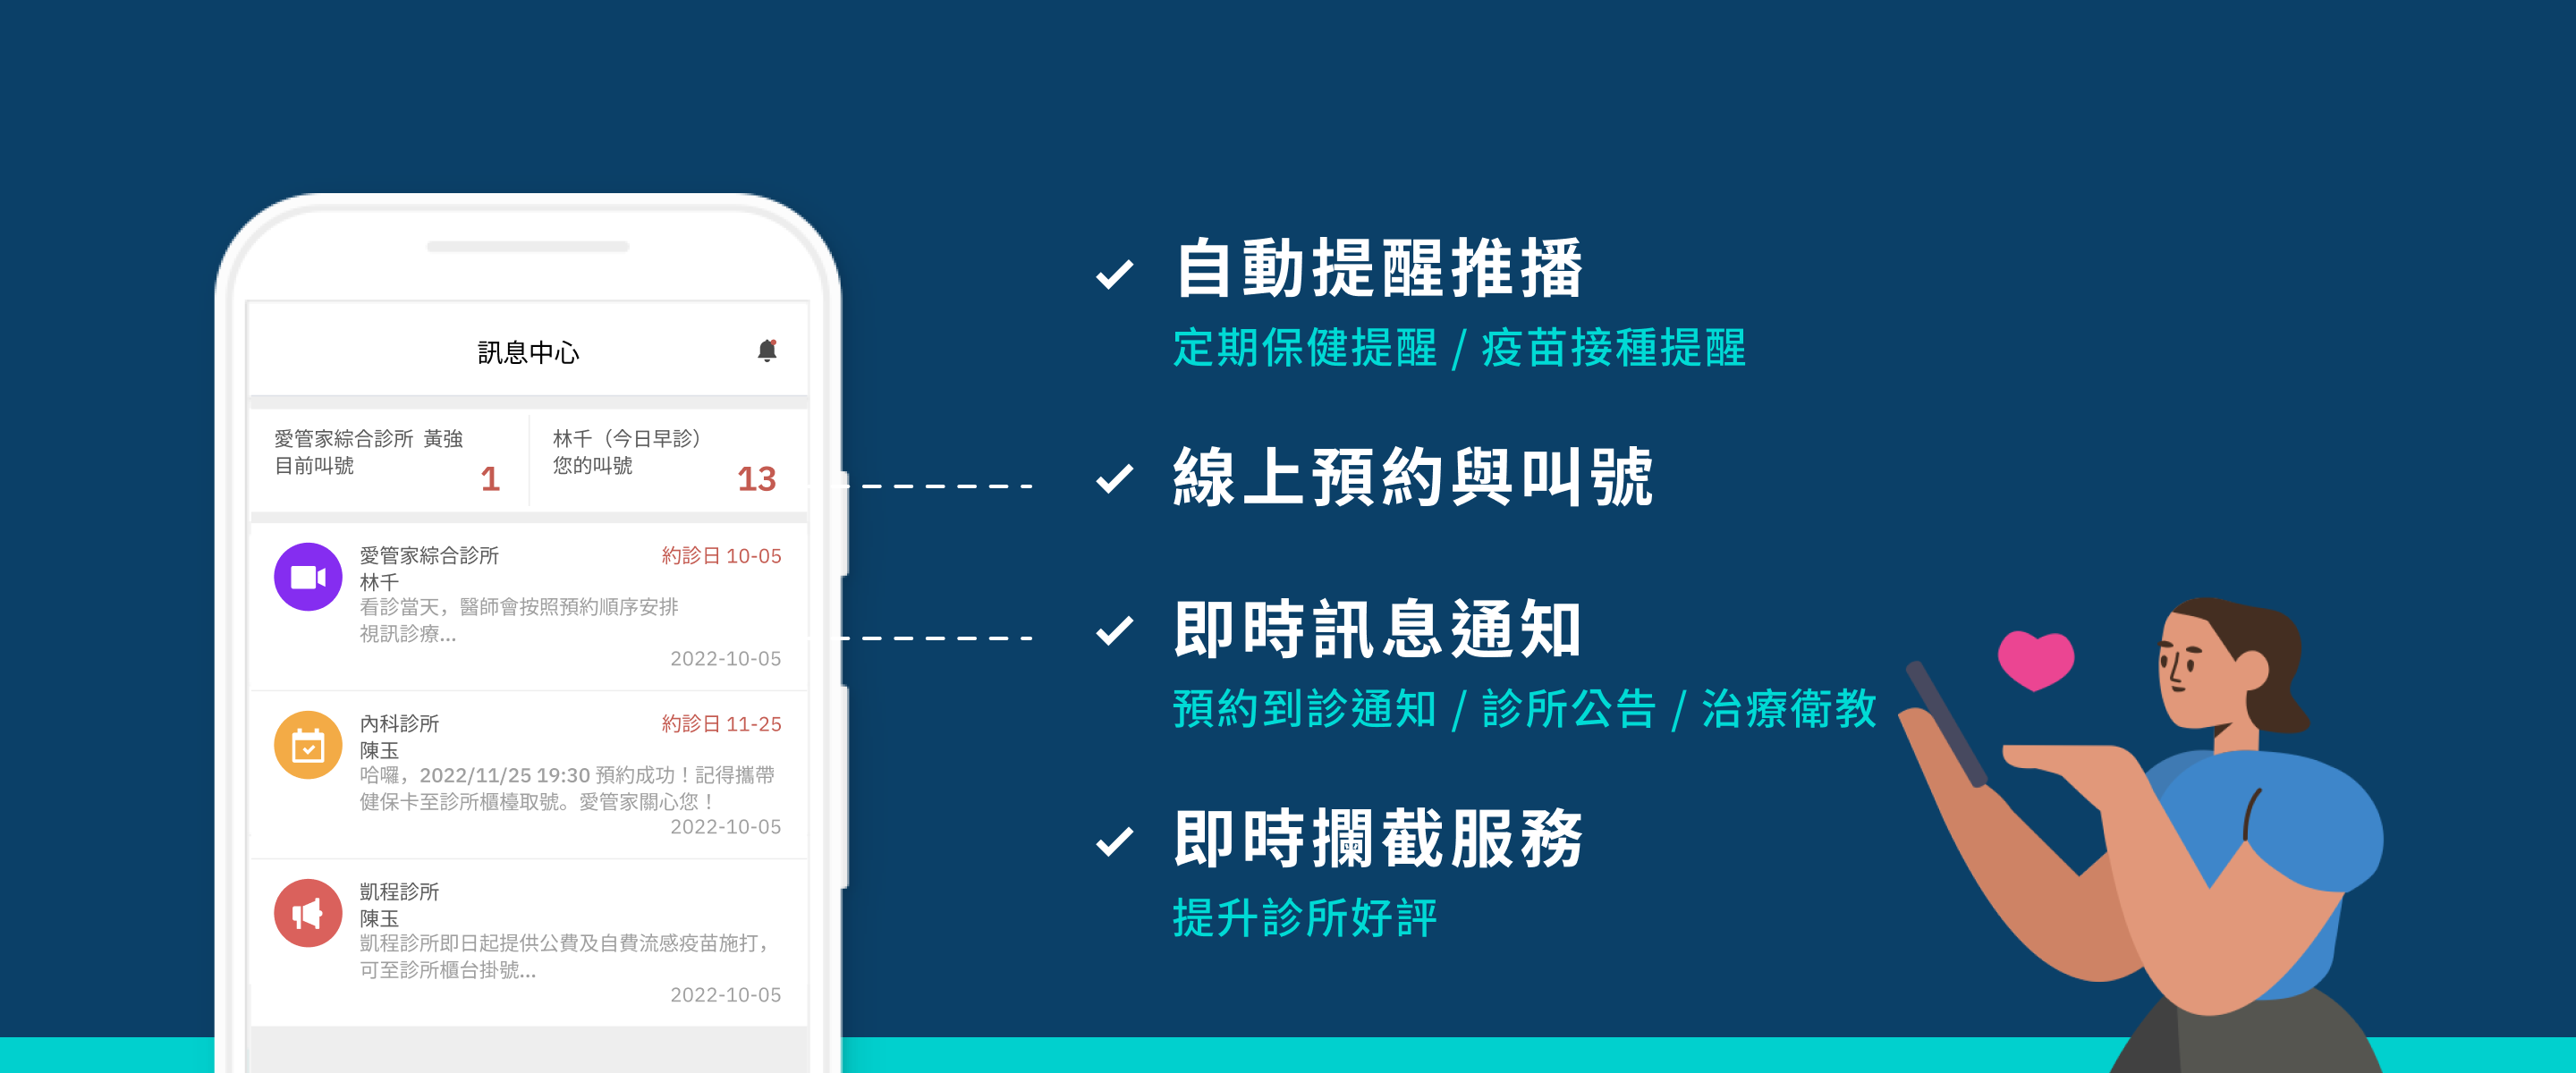 訊息中心
愛管家綜合診所 黃強
目前叫號
1
林千（今日早診）
您的叫號
13
愛管家綜合診所
約診日 10-05
林千
看診當天，醫師會按照預約順序安排
視訊診療...
2022-10-05
內科診所
約診日 11-25
陳玉
哈囉，2022/11/25 19:30 預約成功！記得攜帶
健保卡至診所櫃檯取號。愛管家關心您！
2022-10-05
凱程診所
陳玉
凱程診所即日起提供公費及自費流感疫苗施打，
可至診所櫃台掛號...
2022-10-05
自動提醒推播
定期保健提醒 / 疫苗接種提醒
線上預約與叫號
即時訊息通知
預約到診通知 / 診所公告 / 治療衛教
即時攔截服務
提升診所好評